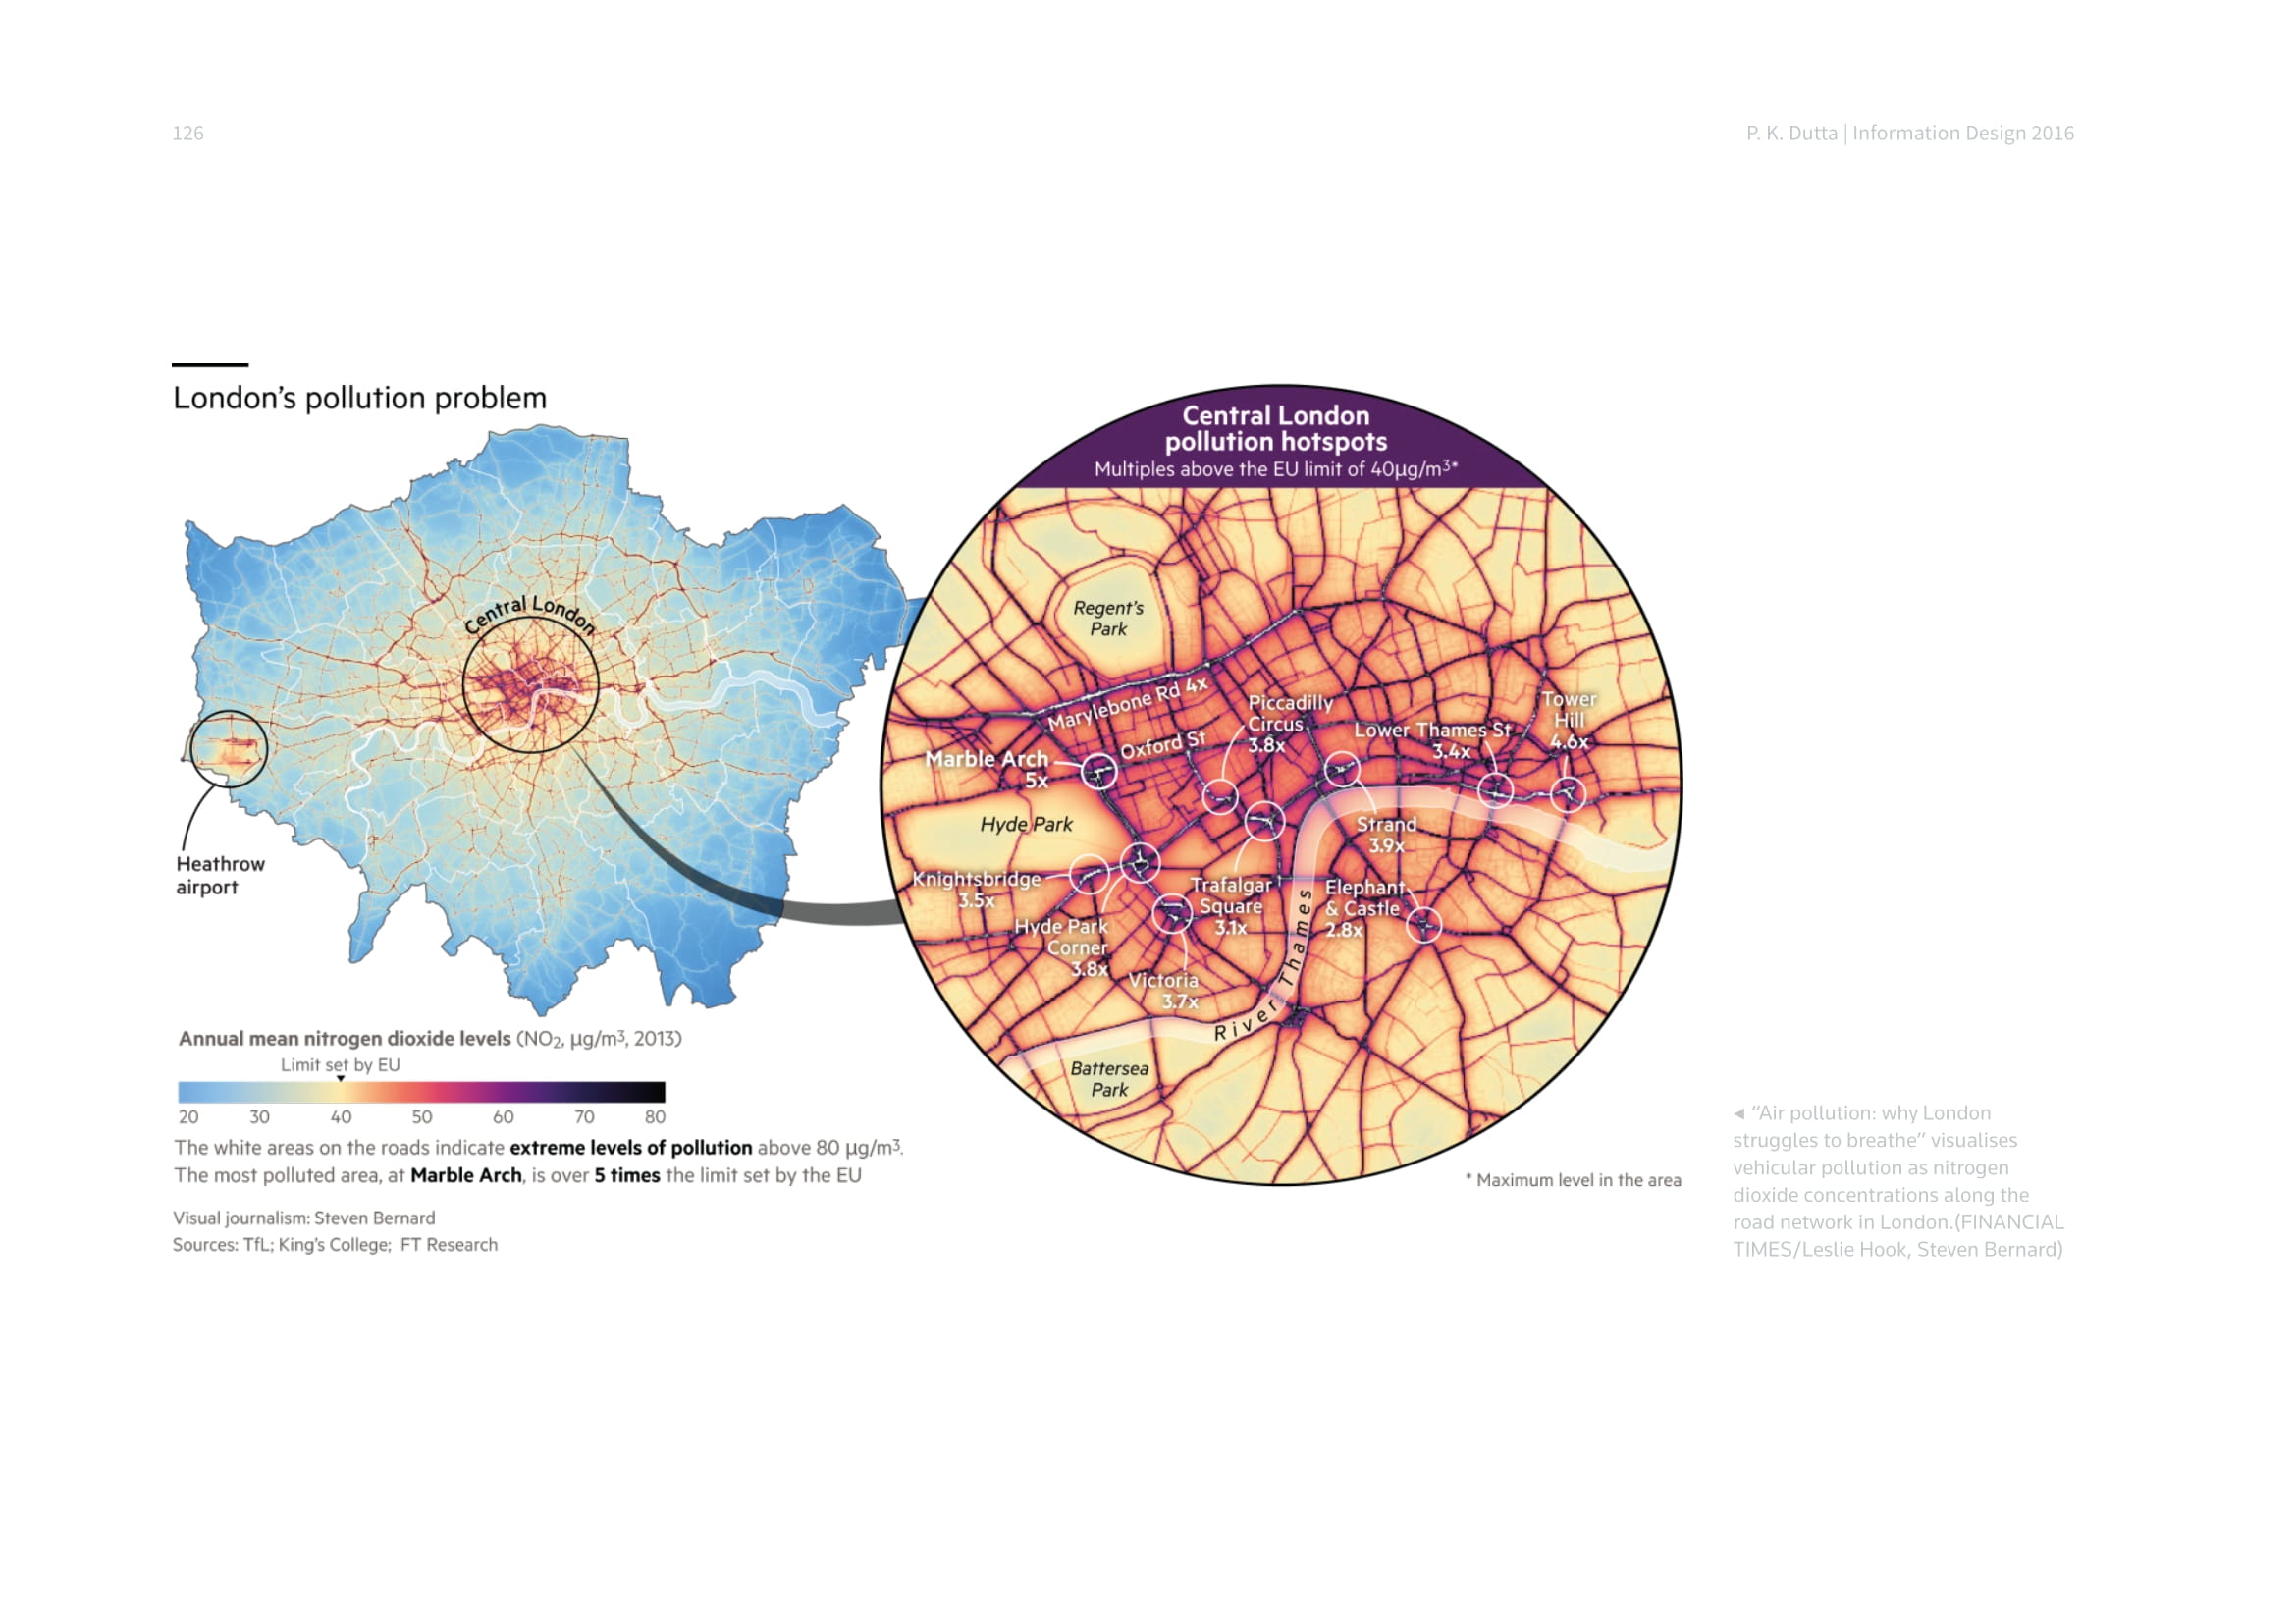 126
P. K. Dutta | Information Design 2016
London's pollution problem
Central London
Heathrow
airport
Annual mean nitrogen dioxide levels (NO₂, µg/m³, 2013)
Limit set by EU
20 30 40 50 60 70 80
The white areas on the roads indicate extreme levels of pollution above 80 µg/m³.
The most polluted area, at Marble Arch, is over 5 times the limit set by the EU
Visual journalism: Steven Bernard
Sources: TfL; King's College; FT Research
Central London
pollution hotspots
Multiples above the EU limit of 40µg/m³*
Regent's
Park
Marylebone Rd 4x
Piccadilly
Circus
3.8x
Tower
Hill
4.6x
Lower Thames St
3.4x
Oxford St
Marble Arch
5x
Hyde Park
Strand
3.9x
Knightsbridge
3.5x
Trafalgar
Square
3.1x
Elephant
& Castle
2.8x
Hyde Park
Corner
3.8x
Victoria
3.7x
River Thames
Battersea
Park
* Maximum level in the area
◄ "Air pollution: why London
struggles to breathe" visualises
vehicular pollution as nitrogen
dioxide concentrations along the
road network in London.(FINANCIAL
TIMES/Leslie Hook, Steven Bernard)